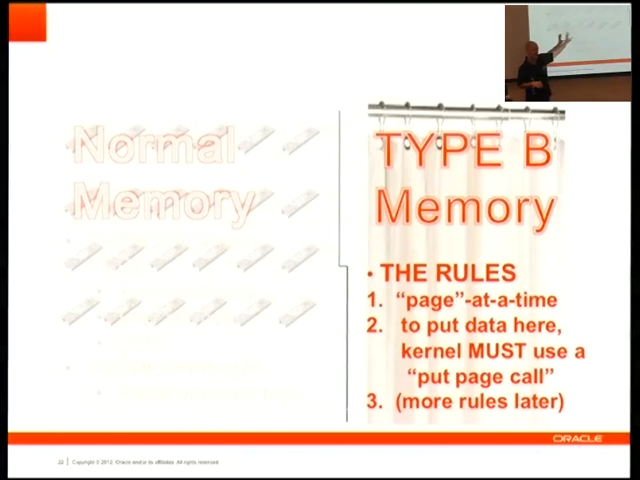 Normal
Memory
TYPE B
Memory
• THE RULES
1. "page"-at-a-time
2. to put data here,
kernel MUST use a
"put page call"
3. (more rules later)
ORACLE
22 | Copyright © 2012, Oracle and/or its affiliates. All rights reserved.